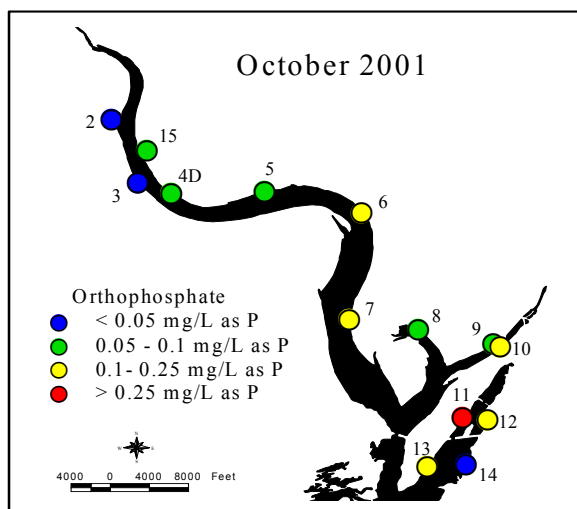 October 2001
2
15
3
4D
5
6
Orthophosphate
< 0.05 mg/L as P
0.05 - 0.1 mg/L as P
0.1- 0.25 mg/L as P
> 0.25 mg/L as P
7
8
9
10
11
12
13
14
4000 0 4000 8000 Feet